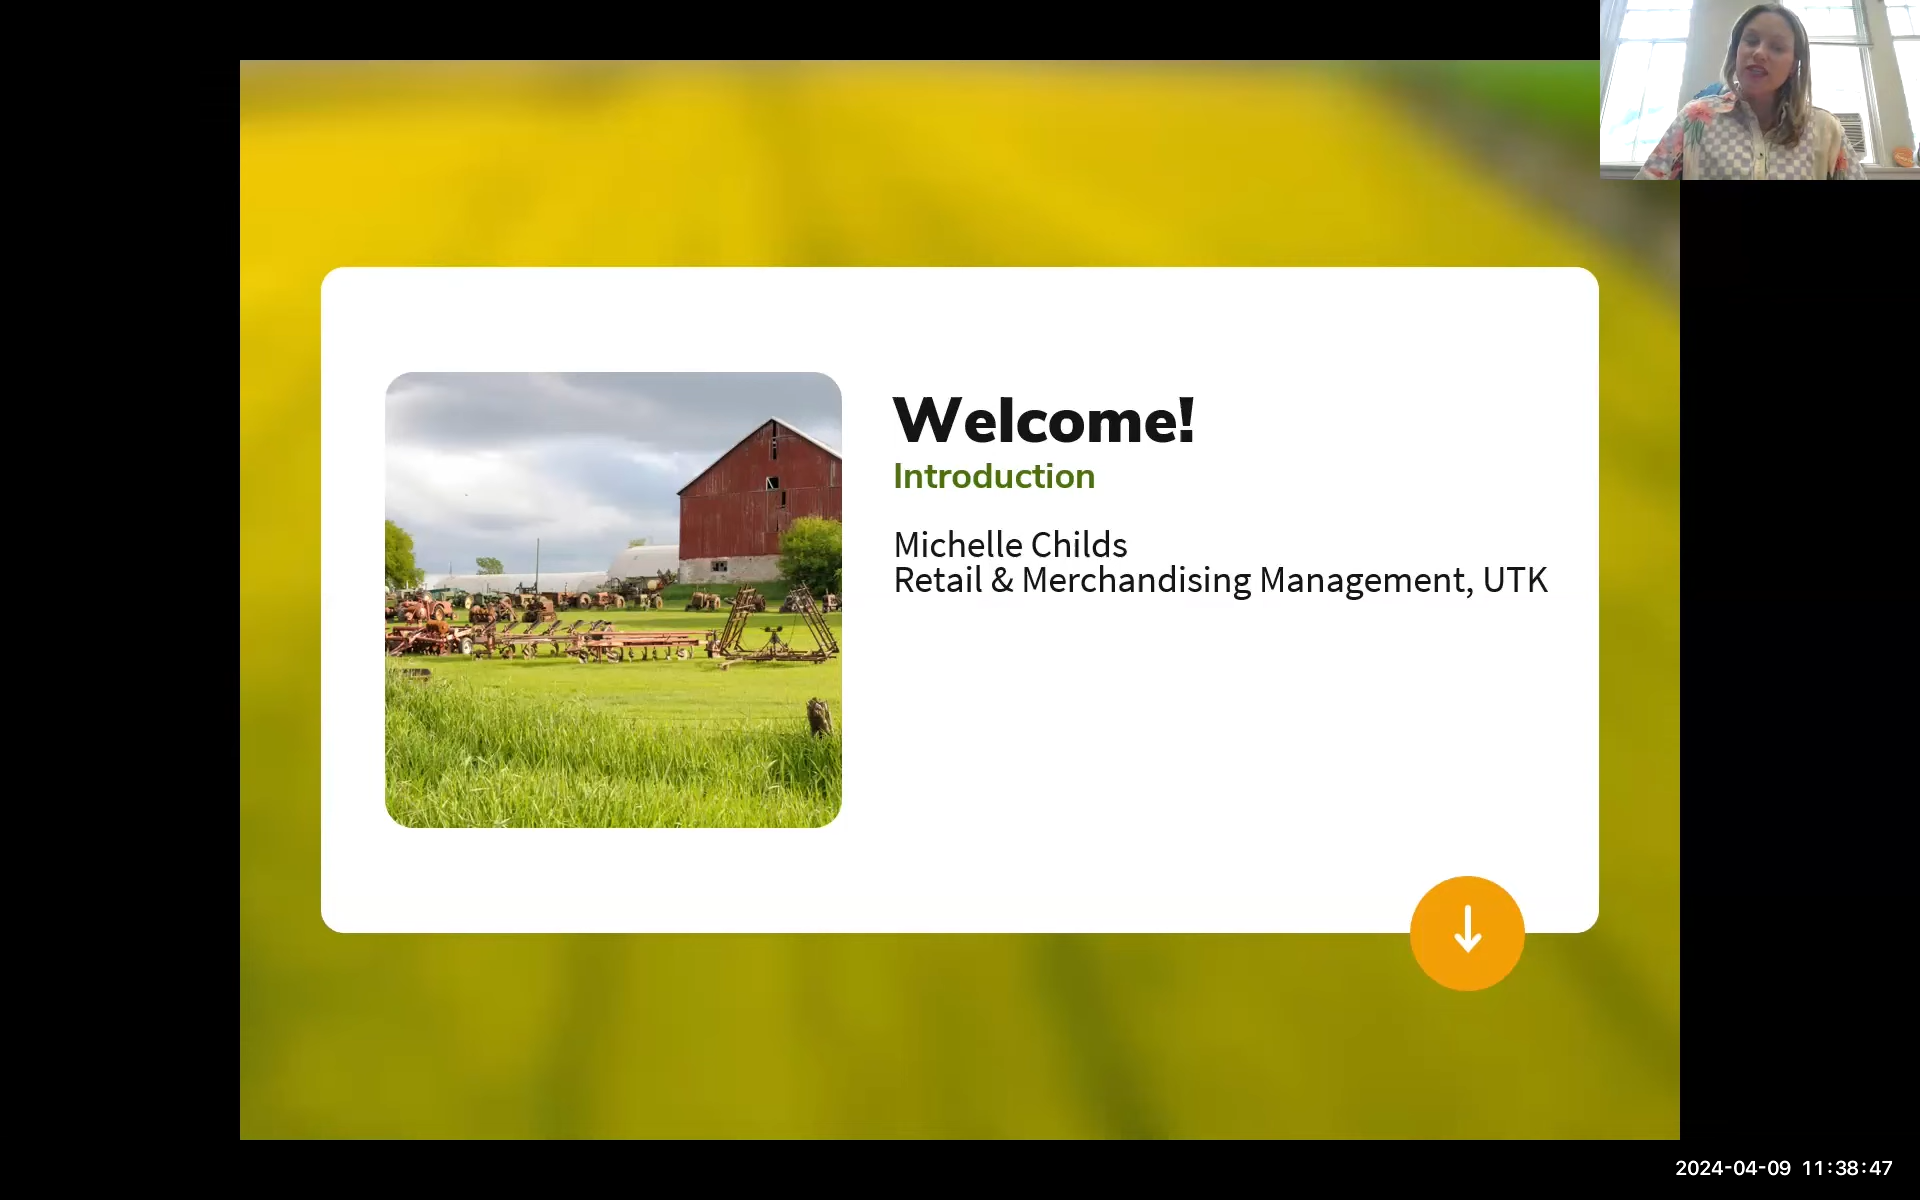 Welcome!
Introduction
Michelle Childs
Retail & Merchandising Management, UTK
2024-04-09 11:38:47